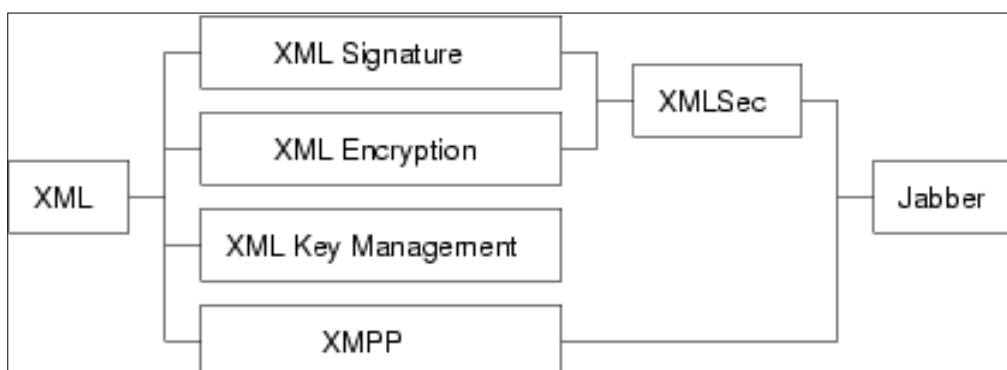 XML Signature
XMLSec
XML Encryption
XML
Jabber
XML Key Management
XMPP